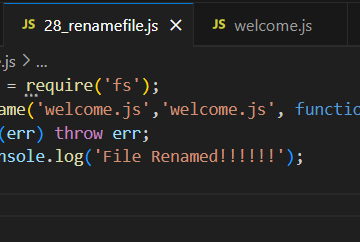 JS 28_renamefile.js × JS welcome.js
e.js > ...
= require('fs');
ame('welcome.js','welcome.js', functio
(err) throw err;
nsole.log('File Renamed!!!!!!');